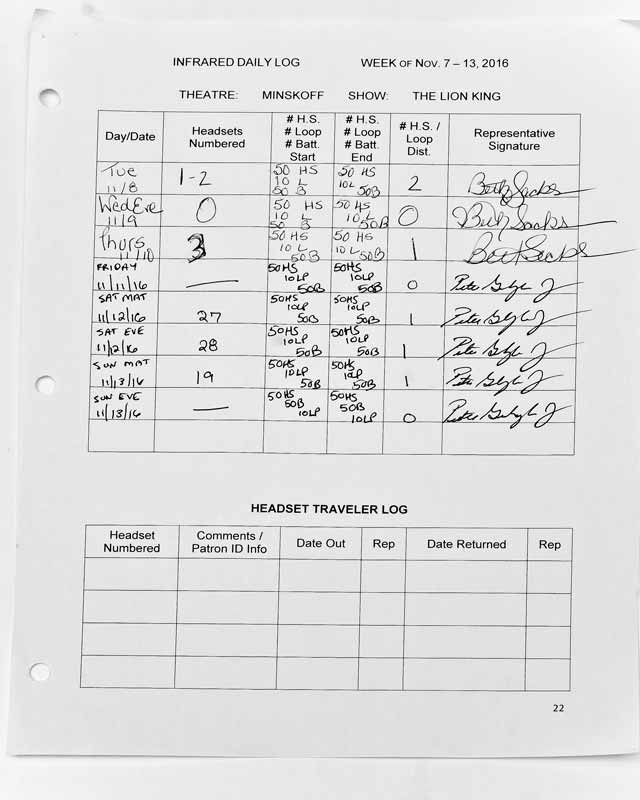 INFRARED DAILY LOG WEEK OF NOV. 7 – 13, 2016
THEATRE: MINSKOFF SHOW: THE LION KING
Day/Date
Headsets
Numbered
# H.S.
# Loop
# Batt.
Start
# H.S.
# Loop
# Batt.
End
# H.S. /
Loop
Dist.
Representative
Signature
Tue
11/8
1-2
50 HS
10 L
50 B
50 HS
10L
50B
2
Beth Sacks
Wed Eve
11/9
0
50 HS
10 L
50 B
50 HS
10 L
50B
0
Beth Sacks
Thurs
11/10
3
50 HS
10 L
50B
50 HS
10 L
50B
1
Beth Sacks
FRIDAY
11/11/16
—
50HS
10LP
50B
50HS
10LP
50B
0
Peter
SAT MAT
11/12/16
27
50HS
10LP
50B
50HS
10LP
50B
1
Peter
SAT EVE
11/12/16
28
50HS
10LP
50B
50HS
10LP
50B
1
Peter
SUN MAT
11/13/16
19
50HS
10LP
50B
50HS
10LP
50B
1
Peter
SUN EVE
11/13/16
—
50HS
50B
10LP
50HS
50B
10LP
0
Peter
HEADSET TRAVELER LOG
Headset
Numbered
Comments /
Patron ID Info
Date Out
Rep
Date Returned
Rep
22